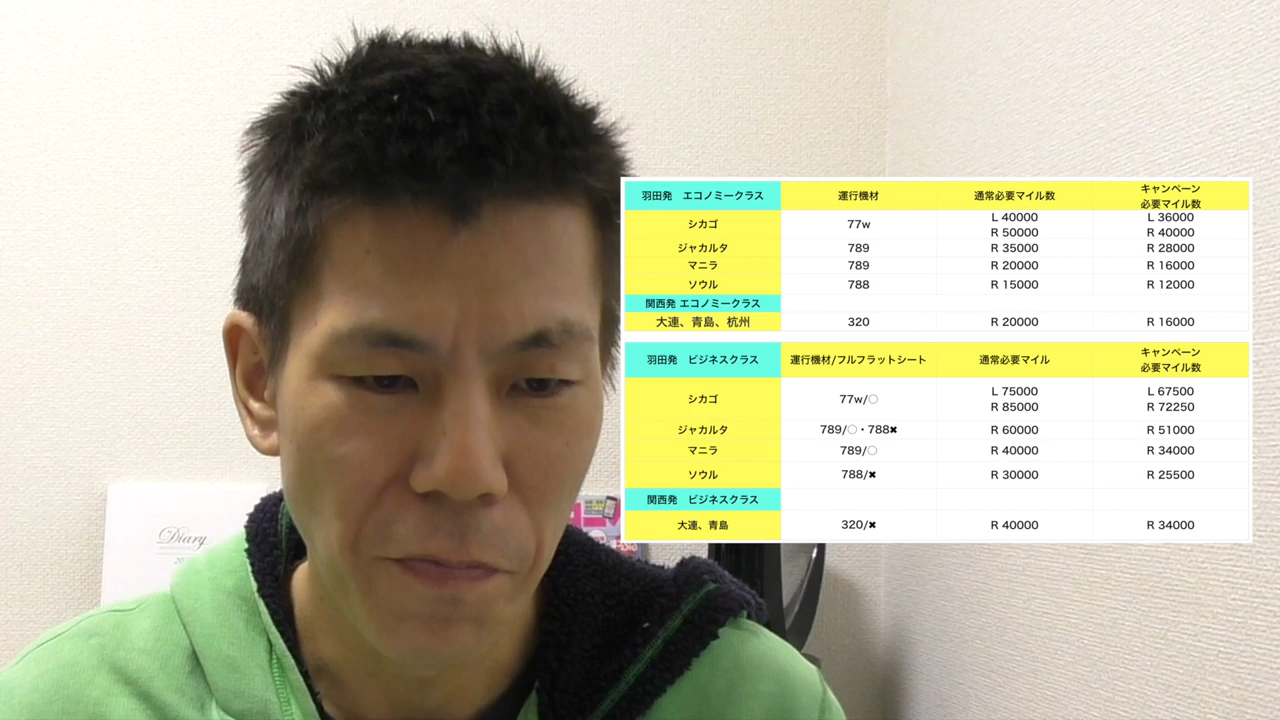 羽田発 エコノミークラス 運行機材 通常必要マイル数 キャンペーン
必要マイル数
シカゴ 77w L 40000 L 36000
R 50000 R 40000
ジャカルタ 789 R 35000 R 28000
マニラ 789 R 20000 R 16000
ソウル 788 R 15000 R 12000
関西発 エコノミークラス
大連、青島、杭州 320 R 20000 R 16000
羽田発 ビジネスクラス 運行機材/フルフラットシート 通常必要マイル キャンペーン
必要マイル数
シカゴ 77w/〇 L 75000 L 67500
R 85000 R 72250
ジャカルタ 789/〇・788✖ R 60000 R 51000
マニラ 789/〇 R 40000 R 34000
ソウル 788/✖ R 30000 R 25500
関西発 ビジネスクラス
大連、青島 320/✖ R 40000 R 34000
Diary